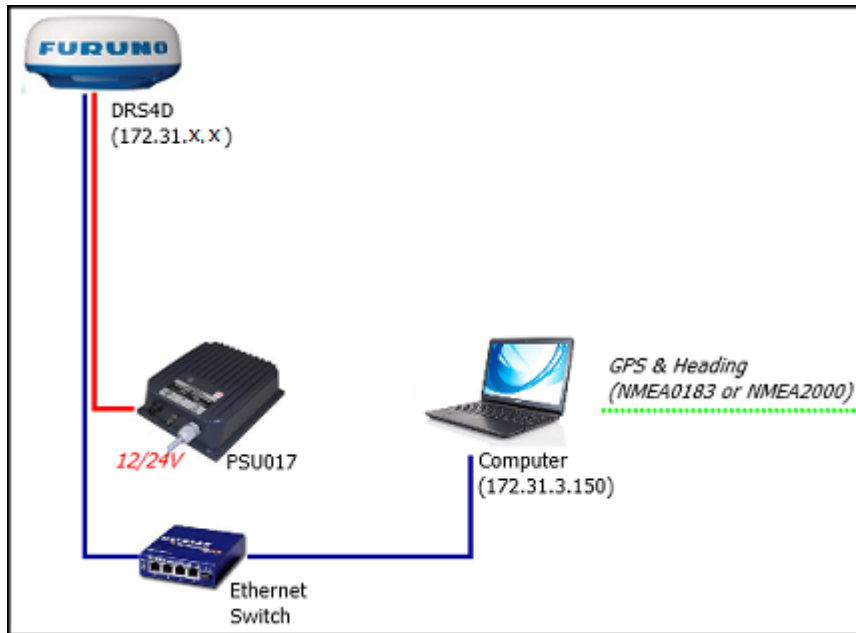 FURUNO
DRS4D
(172.31.x.x)
GPS & Heading
(NMEA0183 or NMEA2000)
12/24V
PSU017
Computer
(172.31.3.150)
NETGEAR
Ethernet
Switch